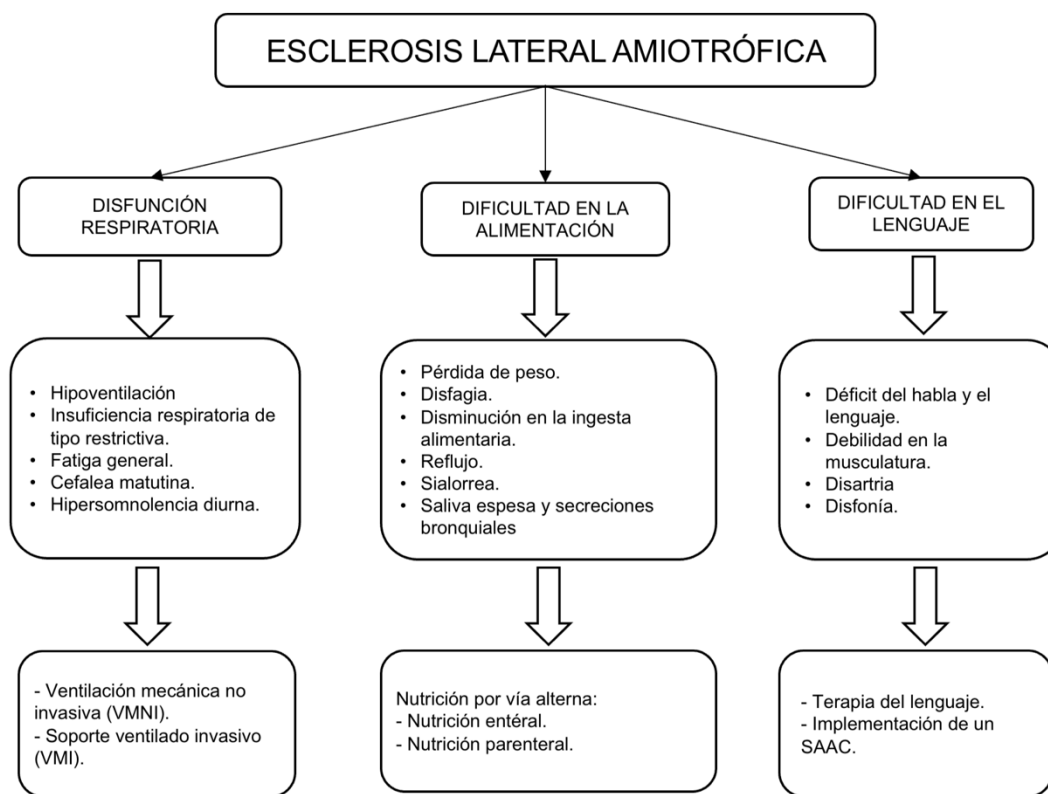 ESCLEROSIS LATERAL AMIOTRÓFICA
DISFUNCIÓN
RESPIRATORIA
DIFICULTAD EN LA
ALIMENTACIÓN
DIFICULTAD EN EL
LENGUAJE
• Hipoventilación
• Insuficiencia respiratoria de
tipo restrictiva.
• Fatiga general.
• Cefalea matutina.
• Hipersomnolencia diurna.
• Pérdida de peso.
• Disfagia.
• Disminución en la ingesta
alimentaria.
• Reflujo.
• Sialorrea.
• Saliva espesa y secreciones
bronquiales
• Déficit del habla y el
lenguaje.
• Debilidad en la
musculatura.
• Disartria
• Disfonía.
- Ventilación mecánica no
invasiva (VMNI).
- Soporte ventilado invasivo
(VMI).
Nutrición por vía alterna:
- Nutrición entéral.
- Nutrición parenteral.
- Terapia del lenguaje.
- Implementación de un
SAAC.